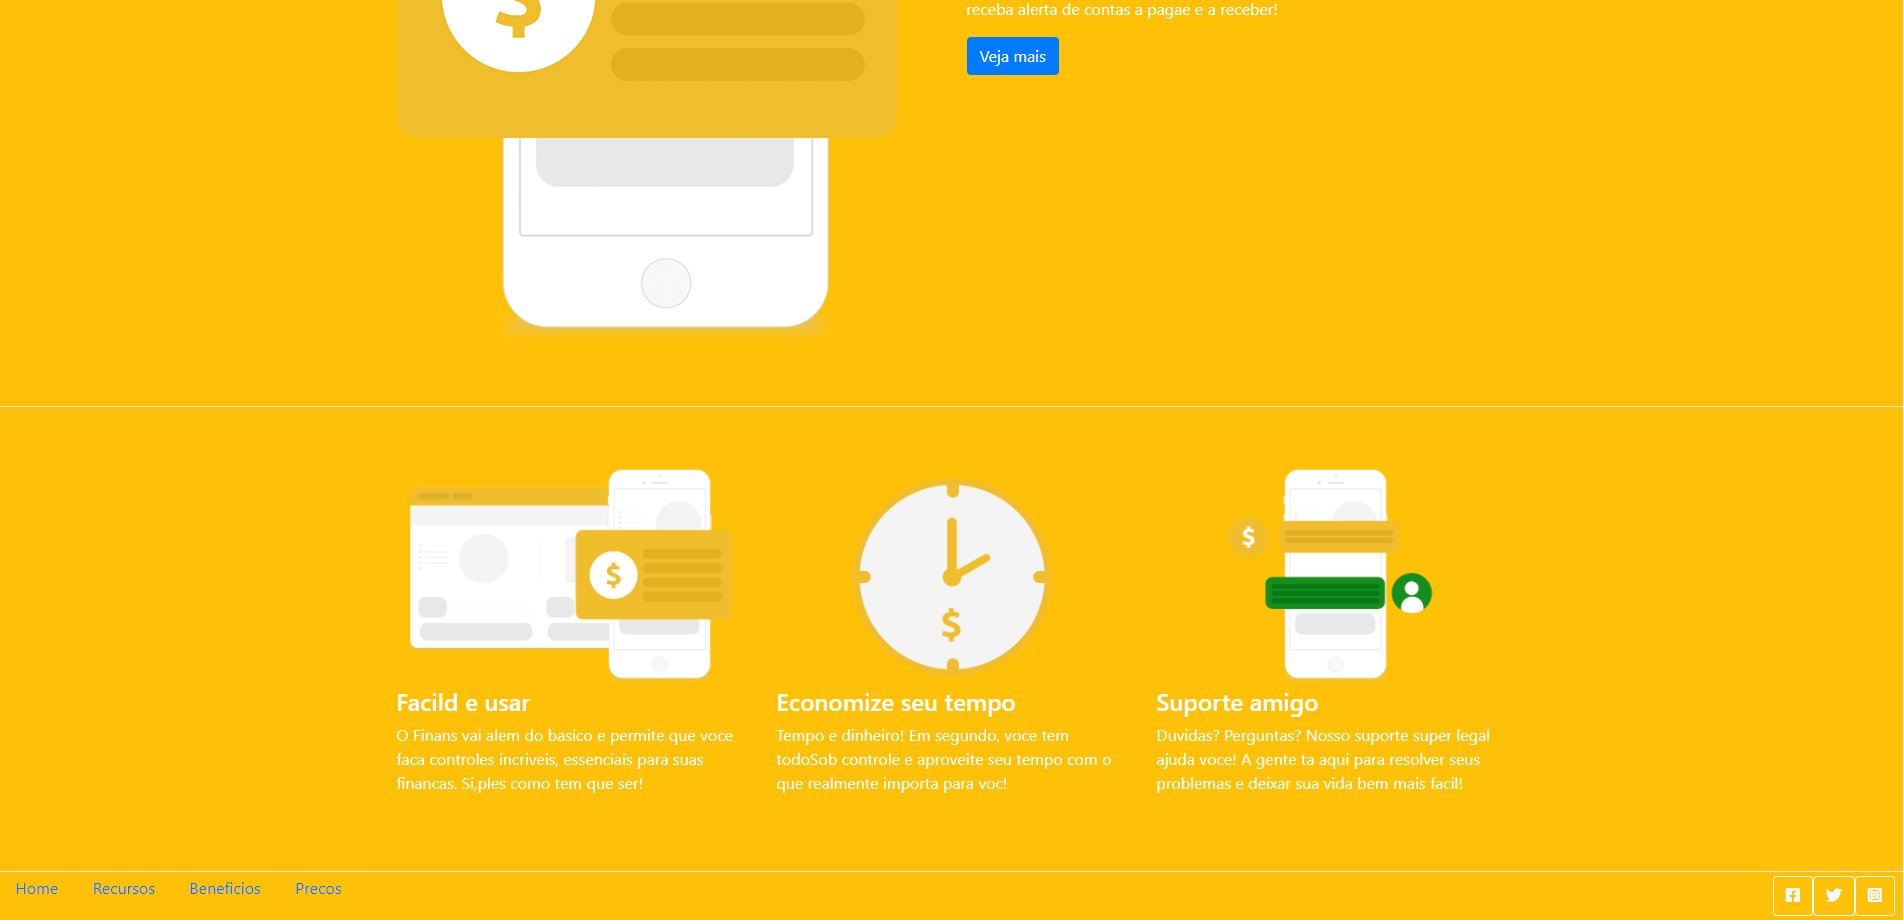 receba alerta de contas a pagae e a receber!
Veja mais
$
$
$
$
Facild e usar
O Finans vai alem do basico e permite que voce
faca controles incriveis, essenciais para suas
financas. Si,ples como tem que ser!
Economize seu tempo
Tempo e dinheiro! Em segundo, voce tem
todoSob controle e aproveite seu tempo com o
que realmente importa para voc!
Suporte amigo
Duvidas? Perguntas? Nosso suporte super legal
ajuda voce! A gente ta aqui para resolver seus
problemas e deixar sua vida bem mais facil!
Home Recursos Beneficios Precos